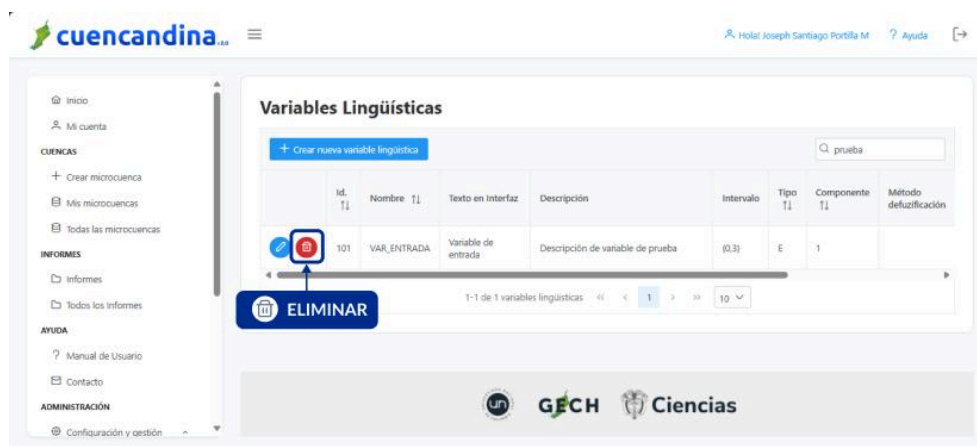 cuencandina
Hola! Joseph Santiago Portilla M
? Ayuda
Inicio
Mi cuenta
CUENCAS
+ Crear microcuenca
Mis microcuencas
Todas las microcuencas
INFORMES
Informes
Todos los Informes
AYUDA
? Manual de Usuario
Contacto
ADMINISTRACIÓN
Configuración y gestión
Variables Lingüísticas
+ Crear nueva variable lingüística
prueba
Id.
Nombre
Texto en Interfaz
Descripción
Intervalo
Tipo
Componente
Método defuzificación
101
VAR_ENTRADA
Variable de entrada
Descripción de variable de prueba
(0,3)
E
1
ELIMINAR
1-1 de 1 variables lingüísticas
<< < 1 > >>
10
un
GECH
Ciencias